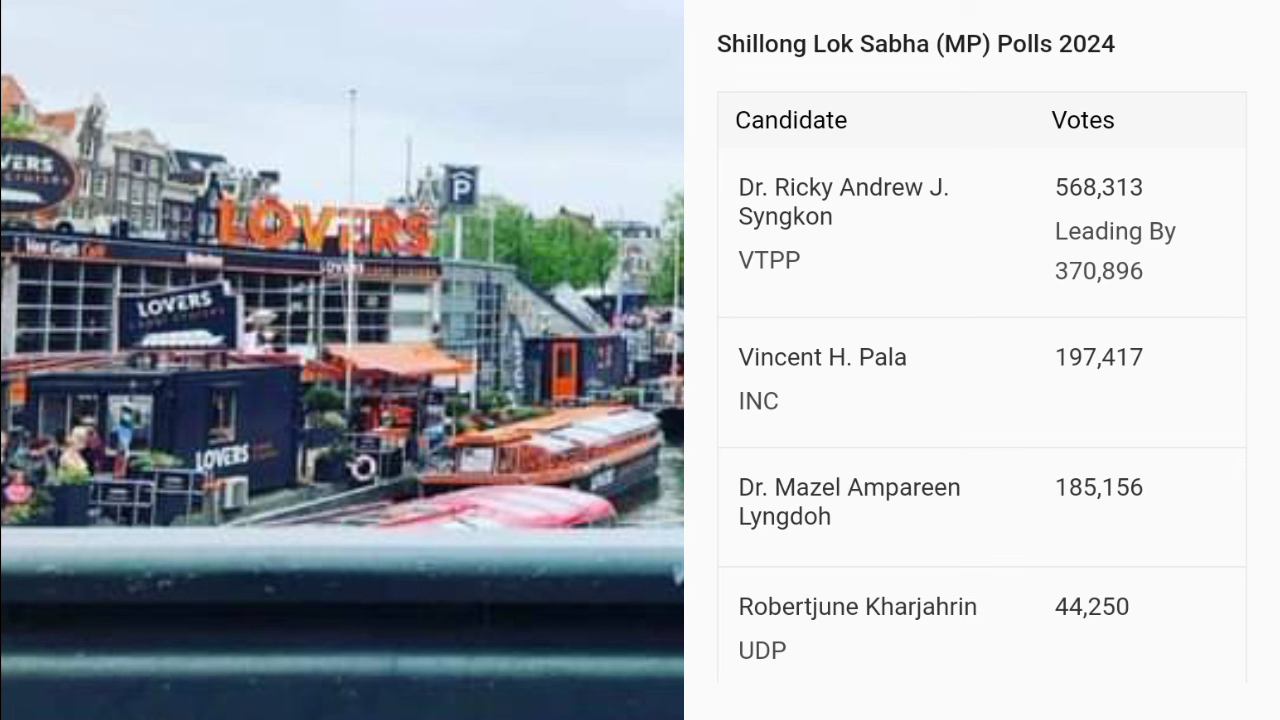 VERS
CRUISES
LOVERS
P
LOVERS
LOVERS
LOVERS
Shillong Lok Sabha (MP) Polls 2024
Candidate Votes
Dr. Ricky Andrew J. 568,313
Syngkon Leading By
VTPP 370,896
Vincent H. Pala 197,417
INC
Dr. Mazel Ampareen 185,156
Lyngdoh
Robertjune Kharjahrin 44,250
UDP